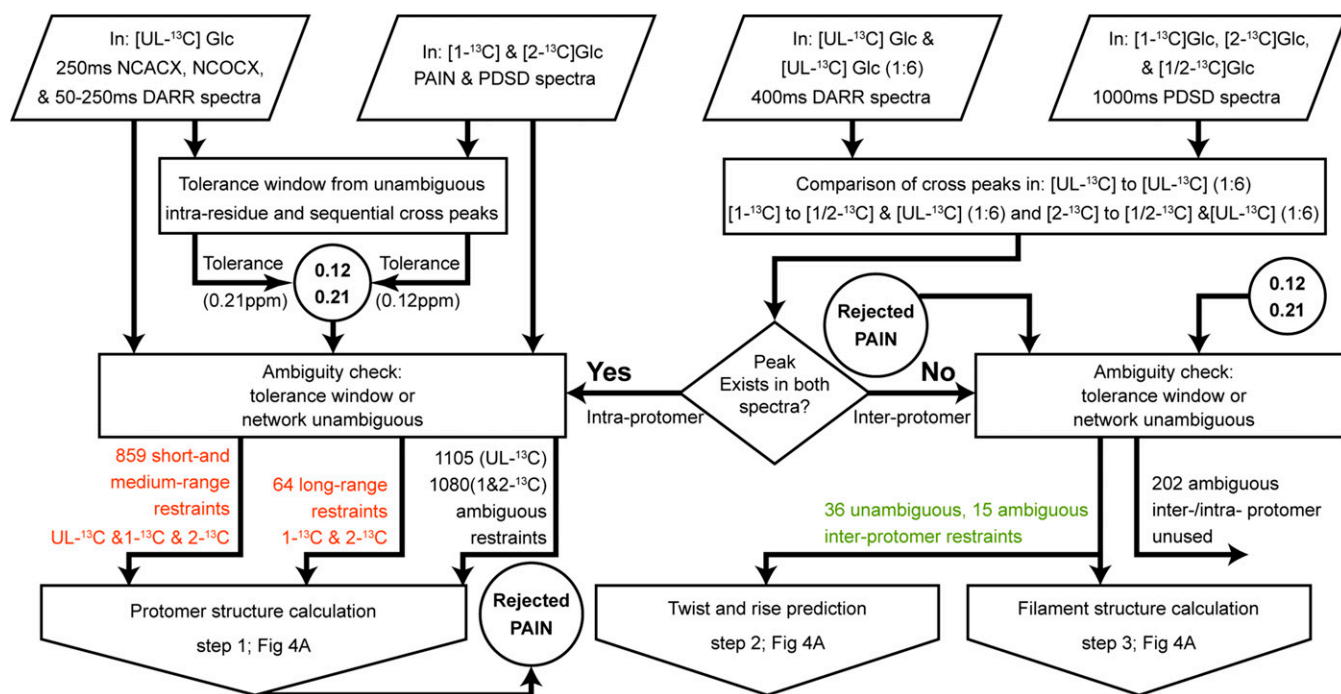 In: [UL-¹³C] Glc
250ms NCACX, NCOCX,
& 50-250ms DARR spectra
In: [1-¹³C] & [2-¹³C]Glc
PAIN & PDSD spectra
In: [UL-¹³C] Glc &
[UL-¹³C] Glc (1:6)
400ms DARR spectra
In: [1-¹³C]Glc, [2-¹³C]Glc,
& [1/2-¹³C]Glc
1000ms PDSD spectra
Tolerance window from unambiguous
intra-residue and sequential cross peaks
Comparison of cross peaks in: [UL-¹³C] to [UL-¹³C] (1:6)
[1-¹³C] to [1/2-¹³C] & [UL-¹³C] (1:6) and [2-¹³C] to [1/2-¹³C] &[UL-¹³C] (1:6)
Tolerance
(0.21ppm)
0.12
0.21
Tolerance
(0.12ppm)
Rejected
PAIN
0.12
0.21
Ambiguity check:
tolerance window or
network unambiguous
Yes
Intra-protomer
Peak
Exists in both
spectra?
No
Inter-protomer
Ambiguity check:
tolerance window or
network unambiguous
859 short-and
medium-range
restraints
UL-¹³C &1-¹³C & 2-¹³C
64 long-range
restraints
1-¹³C & 2-¹³C
1105 (UL-¹³C)
1080(1&2-¹³C)
ambiguous
restraints
36 unambiguous, 15 ambiguous
inter-protomer restraints
202 ambiguous
inter-/intra- protomer
unused
Protomer structure calculation
step 1; Fig 4A
Rejected
PAIN
Twist and rise prediction
step 2; Fig 4A
Filament structure calculation
step 3; Fig 4A